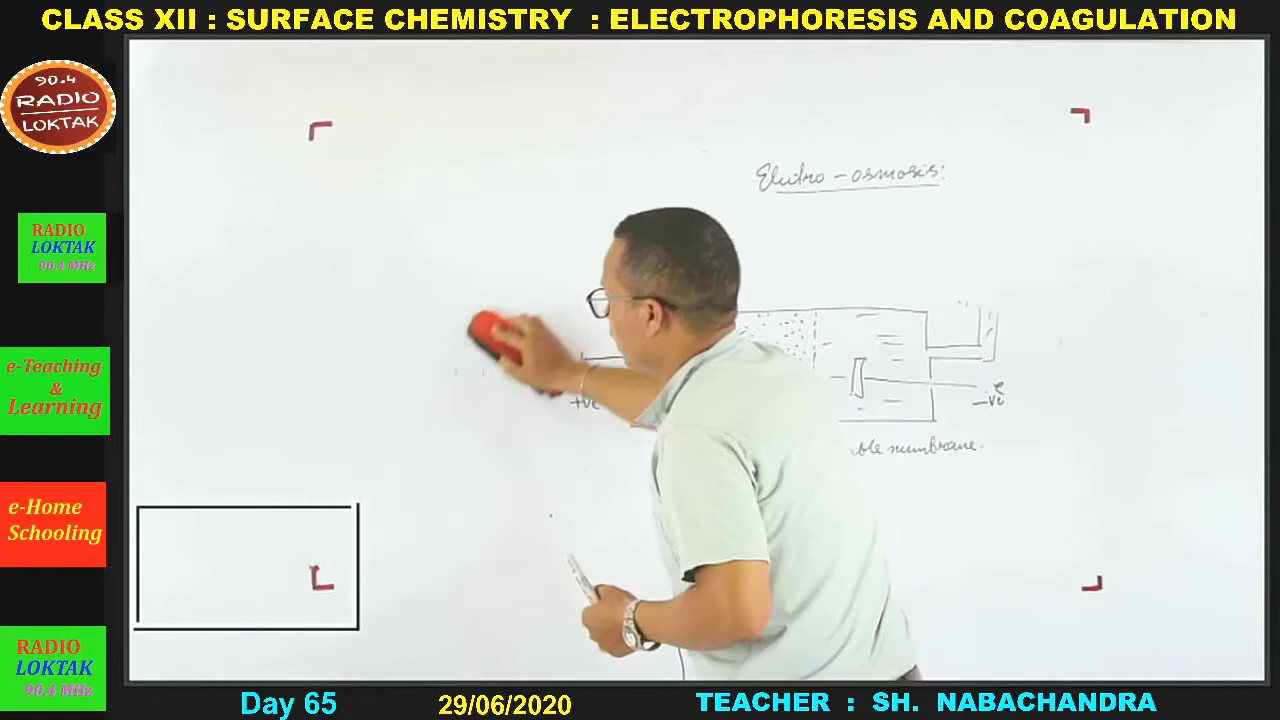 CLASS XII : SURFACE CHEMISTRY : ELECTROPHORESIS AND COAGULATION
90.4
RADIO
LOKTAK
Electro-osmosis:
RADIO
LOKTAK
90.4 MHz
+ve
-ve
membrane.
e-Teaching
&
Learning
e-Home
Schooling
RADIO
LOKTAK
90.4 MHz
Day 65
29/06/2020
TEACHER : SH. NABACHANDRA